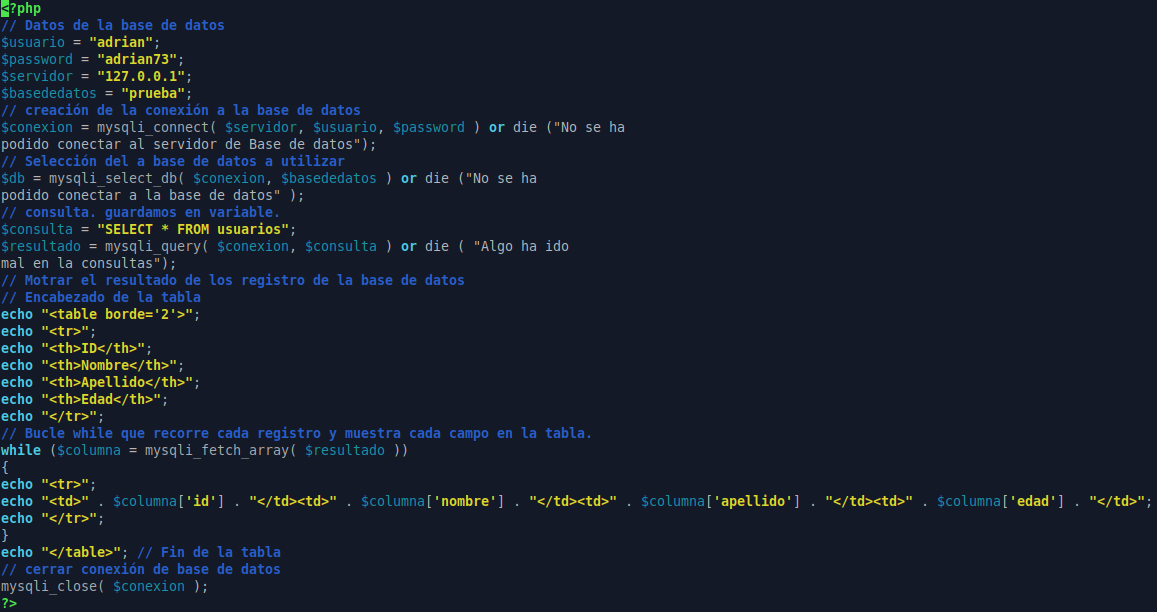 <?php
// Datos de la base de datos
$usuario = "adrian";
$password = "adrian73";
$servidor = "127.0.0.1";
$basededatos = "prueba";
// creación de la conexión a la base de datos
$conexion = mysqli_connect( $servidor, $usuario, $password ) or die ("No se ha
podido conectar al servidor de Base de datos");
// Selección del a base de datos a utilizar
$db = mysqli_select_db( $conexion, $basededatos ) or die ("No se ha
podido conectar a la base de datos" );
// consulta. guardamos en variable.
$consulta = "SELECT * FROM usuarios";
$resultado = mysqli_query( $conexion, $consulta ) or die ( "Algo ha ido
mal en la consultas");
// Motrar el resultado de los registro de la base de datos
// Encabezado de la tabla
echo "<table borde='2'>";
echo "<tr>";
echo "<th>ID</th>";
echo "<th>Nombre</th>";
echo "<th>Apellido</th>";
echo "<th>Edad</th>";
echo "</tr>";
// Bucle while que recorre cada registro y muestra cada campo en la tabla.
while ($columna = mysqli_fetch_array( $resultado ))
{
echo "<tr>";
echo "<td>" . $columna['id'] . "</td><td>" . $columna['nombre'] . "</td><td>" . $columna['apellido'] . "</td><td>" . $columna['edad'] . "</td>";
echo "</tr>";
}
echo "</table>"; // Fin de la tabla
// cerrar conexión de base de datos
mysqli_close( $conexion );
?>